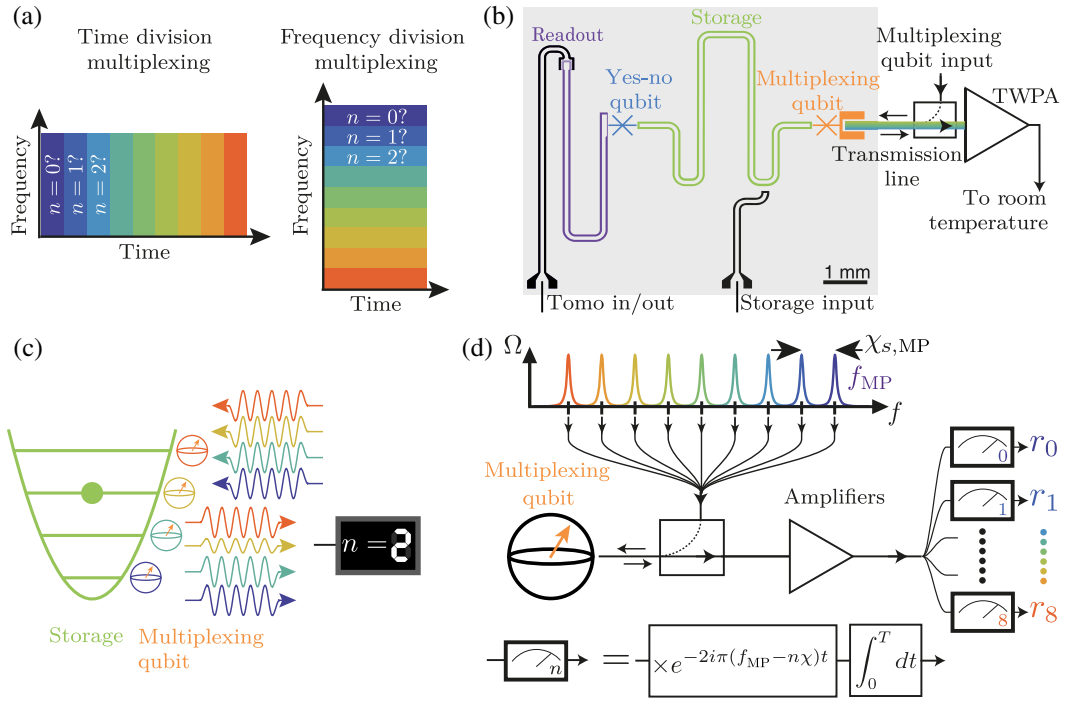 (a)
Time division
multiplexing
Frequency
n = 0?
n = 1?
n = 2?
Time
Frequency division
multiplexing
Frequency
n = 0?
n = 1?
n = 2?
Time
(b)
Readout
Storage
Yes-no
qubit
Multiplexing
qubit
Multiplexing
qubit input
TWPA
Transmission
line
To room
temperature
1 mm
Tomo in/out
Storage input
(c)
n = 2
Storage
Multiplexing
qubit
(d)
Ω
χs,MP
fMP
f
Multiplexing
qubit
Amplifiers
0
r0
1
r1
8
r8
n
= ×e−2iπ(fMP−nχ)t ∫0T dt